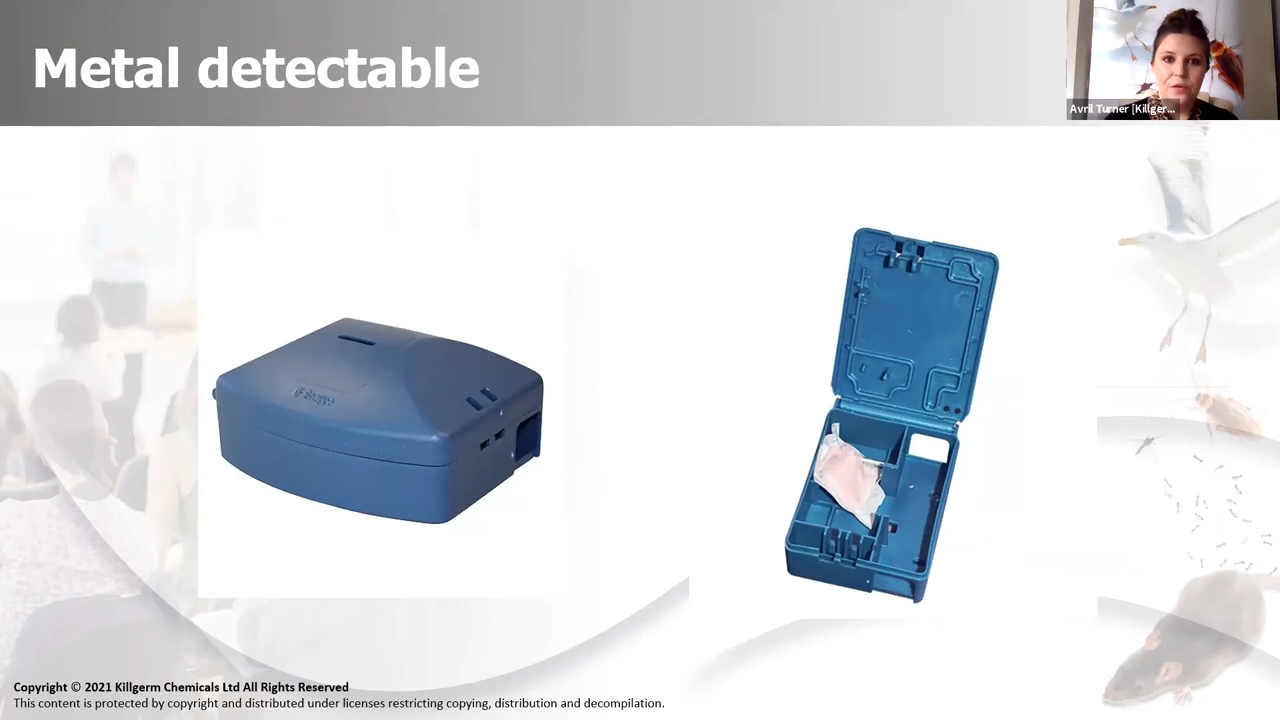 Metal detectable
Avril Turner [Killger...
Copyright © 2021 Killgerm Chemicals Ltd All Rights Reserved
This content is protected by copyright and distributed under licenses restricting copying, distribution and decompilation.